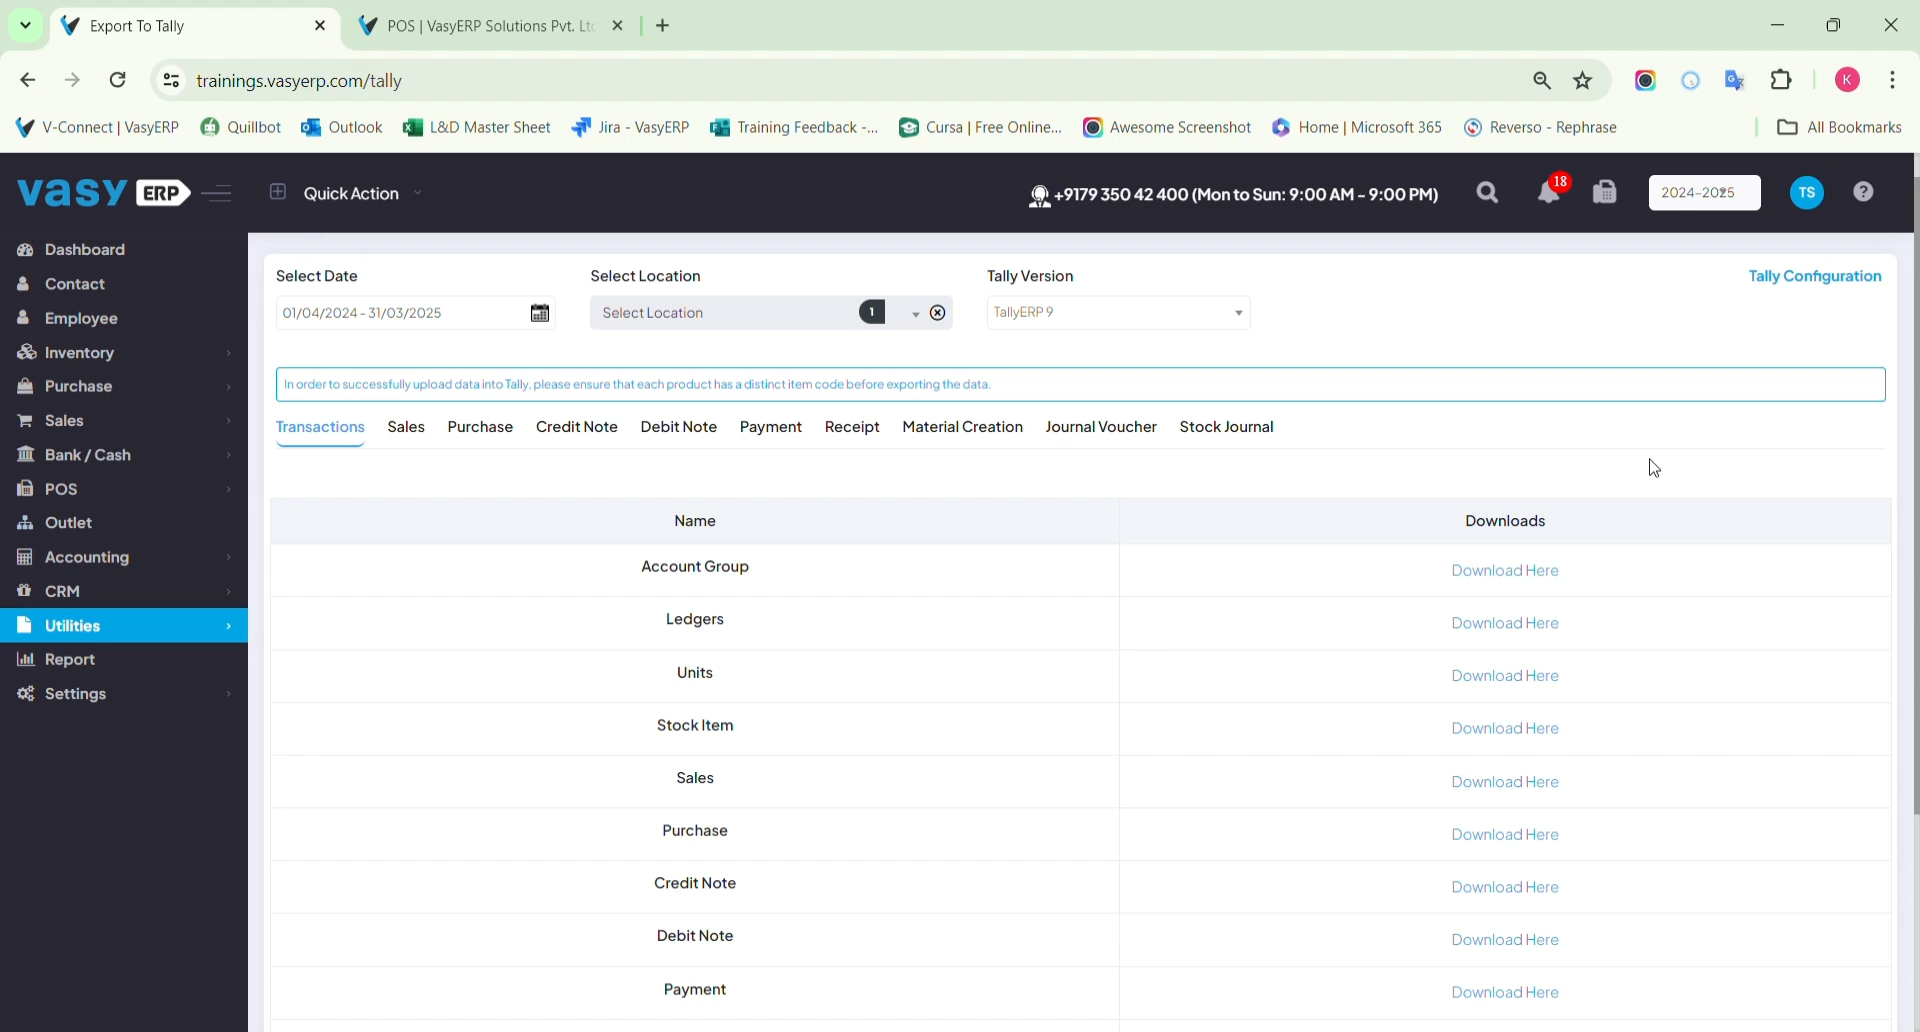 Export To Tally
POS | VasyERP Solutions Pvt. Ltd
trainings.vasyerp.com/tally
K
V-Connect | VasyERP
Quillbot
Outlook
L&D Master Sheet
Jira - VasyERP
Training Feedback -...
Cursa | Free Online...
Awesome Screenshot
Home | Microsoft 365
Reverso - Rephrase
All Bookmarks
vasy ERP
Quick Action
+9179 350 42 400 (Mon to Sun: 9:00 AM - 9:00 PM)
18
2024-2025
TS
Dashboard
Contact
Employee
Inventory
Purchase
Sales
Bank / Cash
POS
Outlet
Accounting
CRM
Utilities
Report
Settings
Select Date
Select Location
Tally Version
Tally Configuration
01/04/2024 - 31/03/2025
Select Location
1
TallyERP 9
In order to successfully upload data into Tally, please ensure that each product has a distinct item code before exporting the data.
Transactions
Sales
Purchase
Credit Note
Debit Note
Payment
Receipt
Material Creation
Journal Voucher
Stock Journal
Name
Downloads
Account Group
Download Here
Ledgers
Download Here
Units
Download Here
Stock Item
Download Here
Sales
Download Here
Purchase
Download Here
Credit Note
Download Here
Debit Note
Download Here
Payment
Download Here